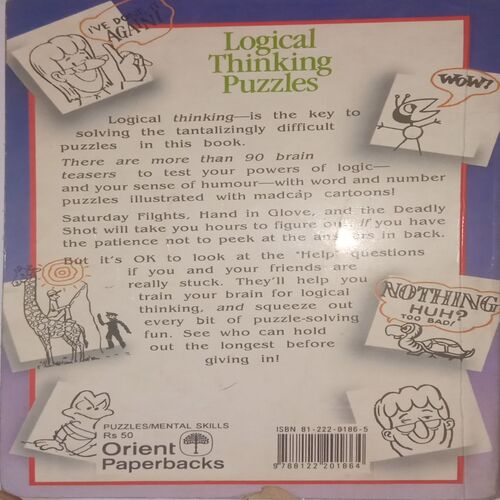 I'VE DONE IT
AGAIN!
Logical
Thinking
Puzzles
WOW!
Logical thinking—is the key to
solving the tantalizingly difficult
puzzles in this book.
There are more than 90 brain
teasers to test your powers of logic—
and your sense of humour—with word and number
puzzles illustrated with madcap cartoons!
Saturday Flights, Hand in Glove, and the Deadly
Shot will take you hours to figure out, if you have
the patience not to peek at the answers in back.
But it's OK to look at the "Help" questions
if you and your friends are
really stuck. They'll help you
train your brain for logical
thinking, and squeeze out
every bit of puzzle-solving
fun. See who can hold
out the longest before
giving in!
NOTHING
HUH?
TOO BAD!
PUZZLES/MENTAL SKILLS
Rs 50
Orient
Paperbacks
ISBN 81-222-0186-5
9788122201864